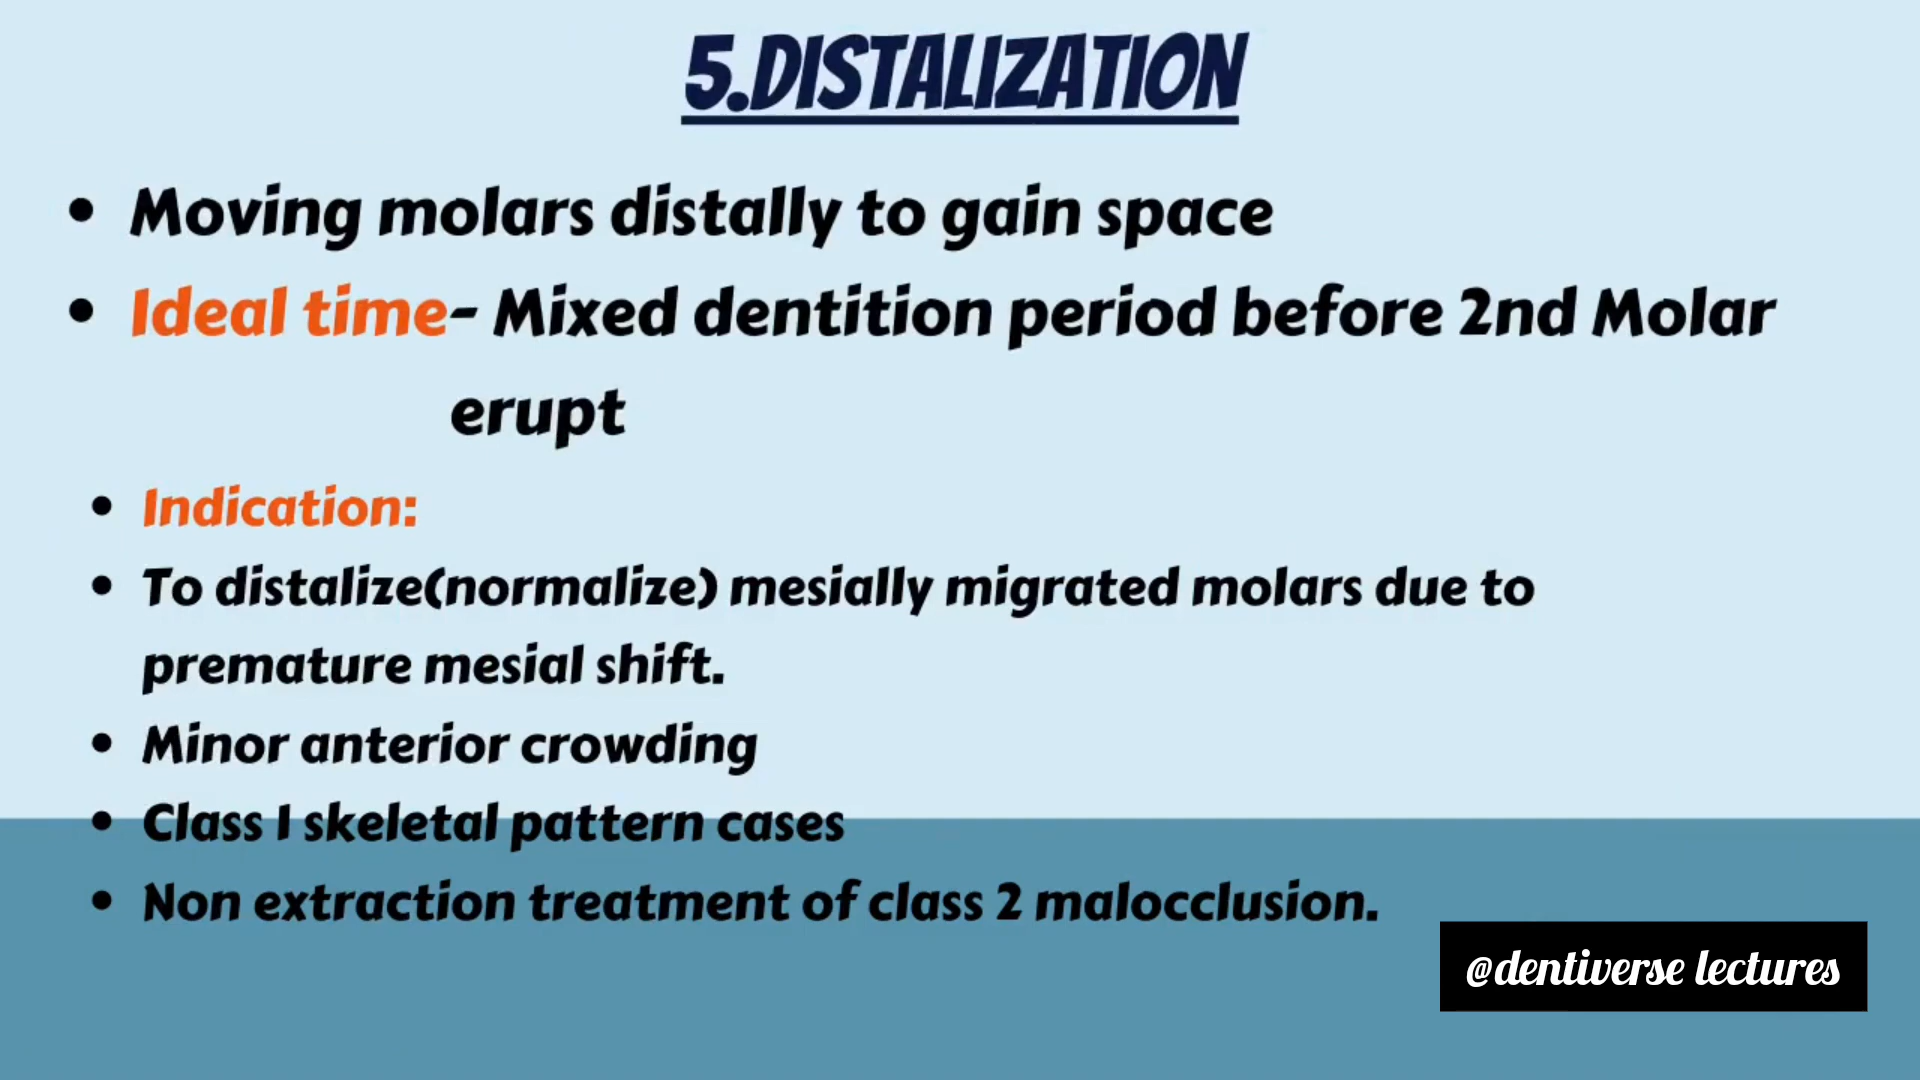 5.DISTALIZATION
• Moving molars distally to gain space
• Ideal time- Mixed dentition period before 2nd Molar
erupt
• Indication:
• To distalize(normalize) mesially migrated molars due to
premature mesial shift.
• Minor anterior crowding
• Class I skeletal pattern cases
• Non extraction treatment of class 2 malocclusion.
@dentiverse lectures